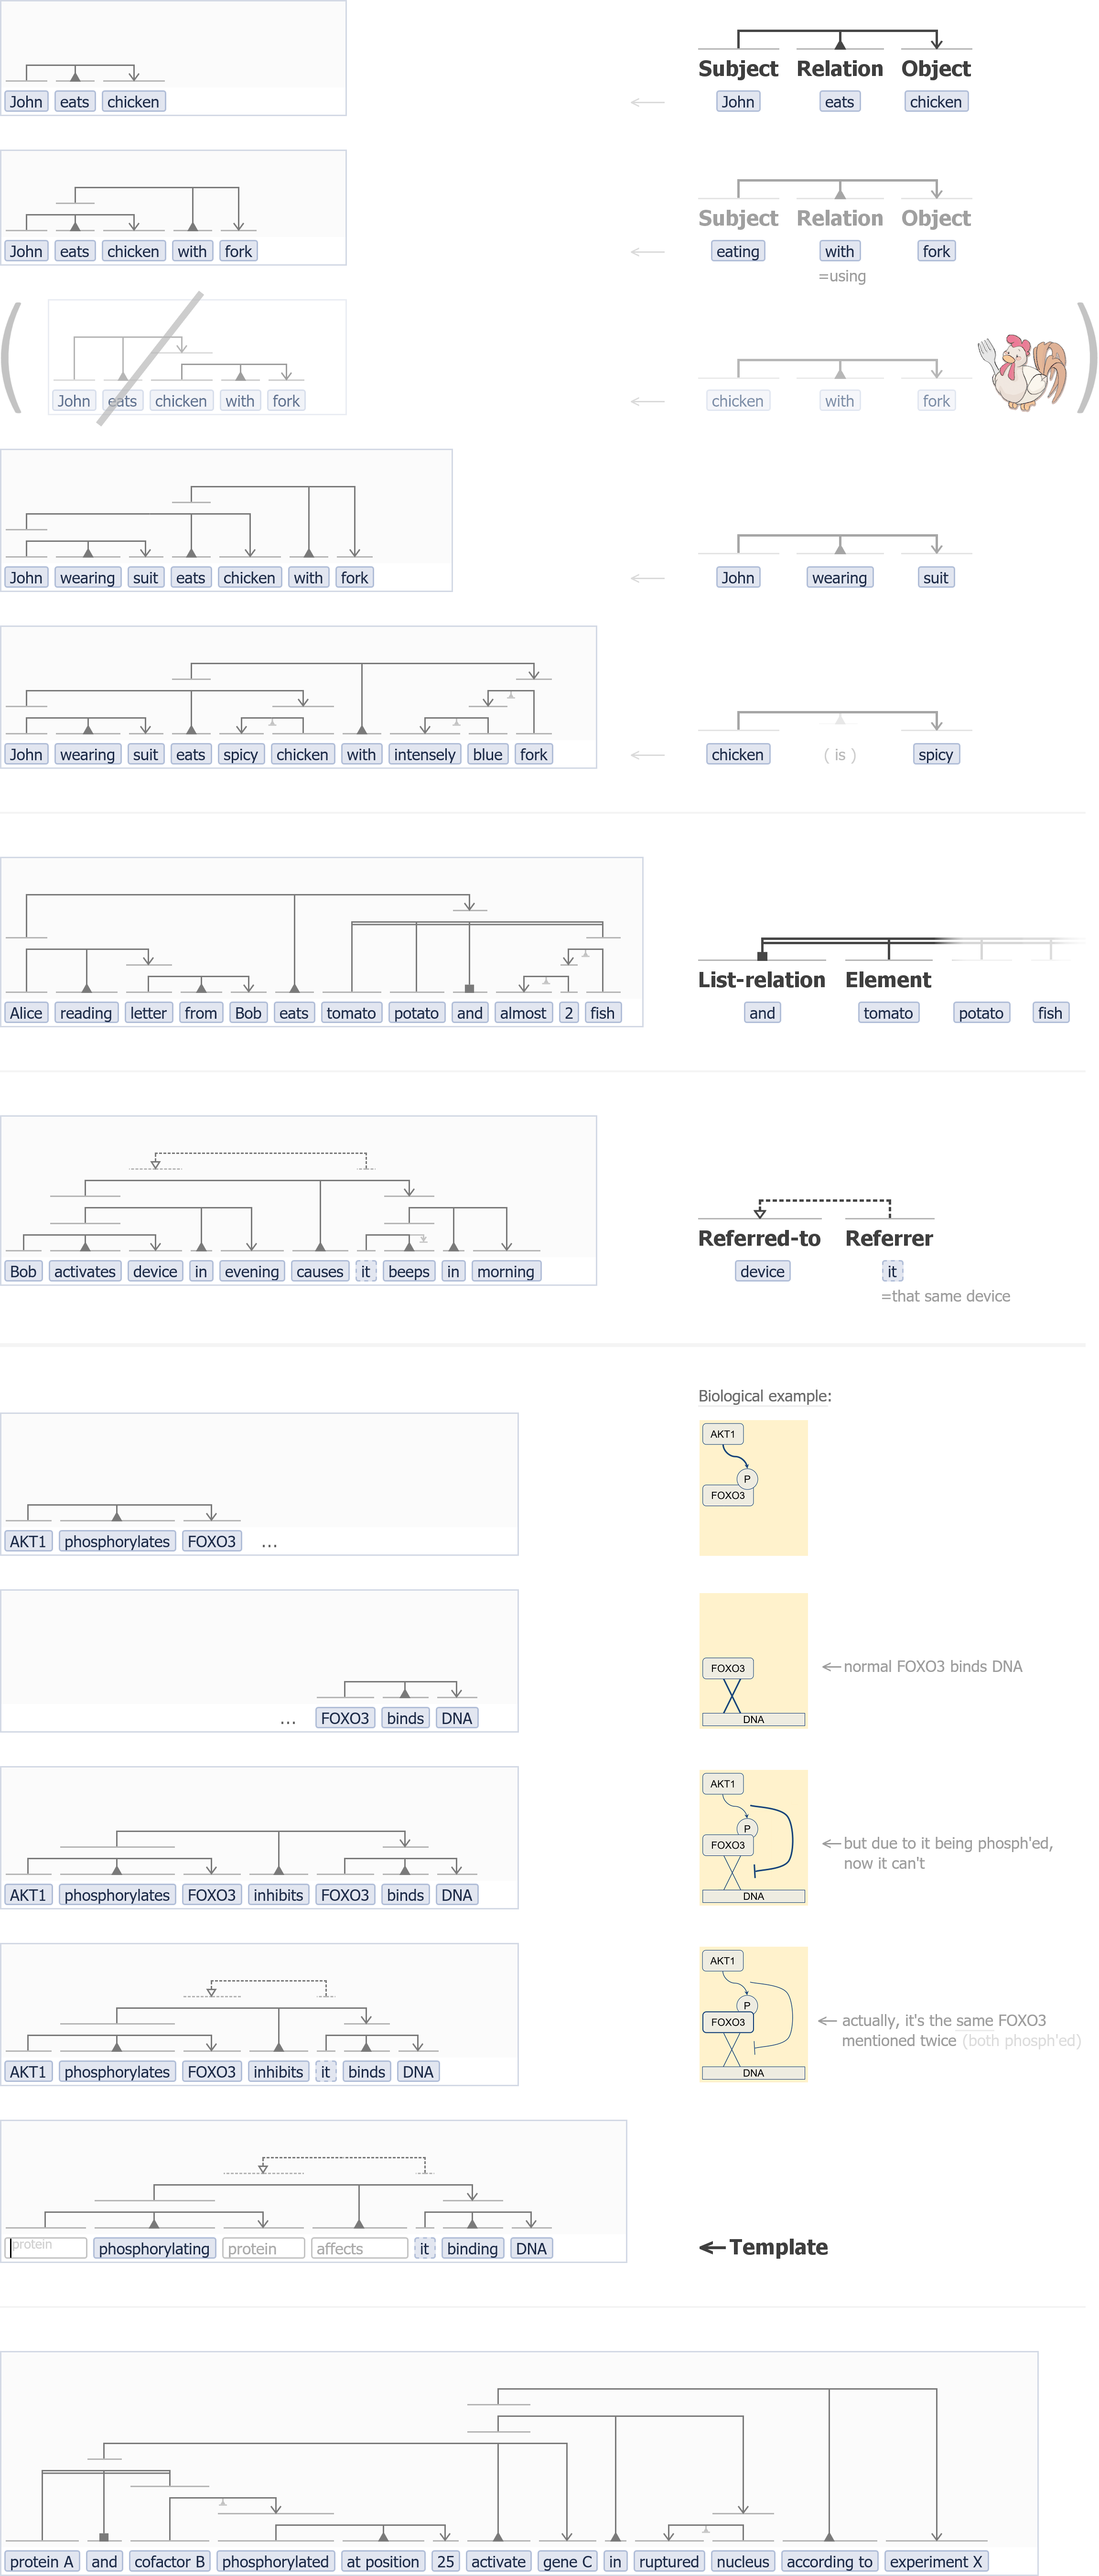 Subject Relation Object
John eats chicken
John eats chicken
Subject Relation Object
John eats chicken with fork
eating with fork
=using
( )
John eats chicken with fork
chicken with fork
John wearing suit eats chicken with fork
John wearing suit
John wearing suit eats spicy chicken with intensely blue fork
chicken ( is ) spicy
List-relation Element
Alice reading letter from Bob eats tomato potato and almost 2 fish
and tomato potato fish
Referred-to Referrer
Bob activates device in evening causes it beeps in morning
device it
=that same device
Biological example:
AKT1
P
FOXO3
AKT1 phosphorylates FOXO3 ...
FOXO3
normal FOXO3 binds DNA
... FOXO3 binds DNA
DNA
AKT1
P
FOXO3
but due to it being phosph'ed,
now it can't
AKT1 phosphorylates FOXO3 inhibits FOXO3 binds DNA
DNA
AKT1
P
FOXO3
actually, it's the same FOXO3
mentioned twice (both phosph'ed)
AKT1 phosphorylates FOXO3 inhibits it binds DNA
DNA
protein phosphorylating protein affects it binding DNA
Template
protein A and cofactor B phosphorylated at position 25 activate gene C in ruptured nucleus according to experiment X